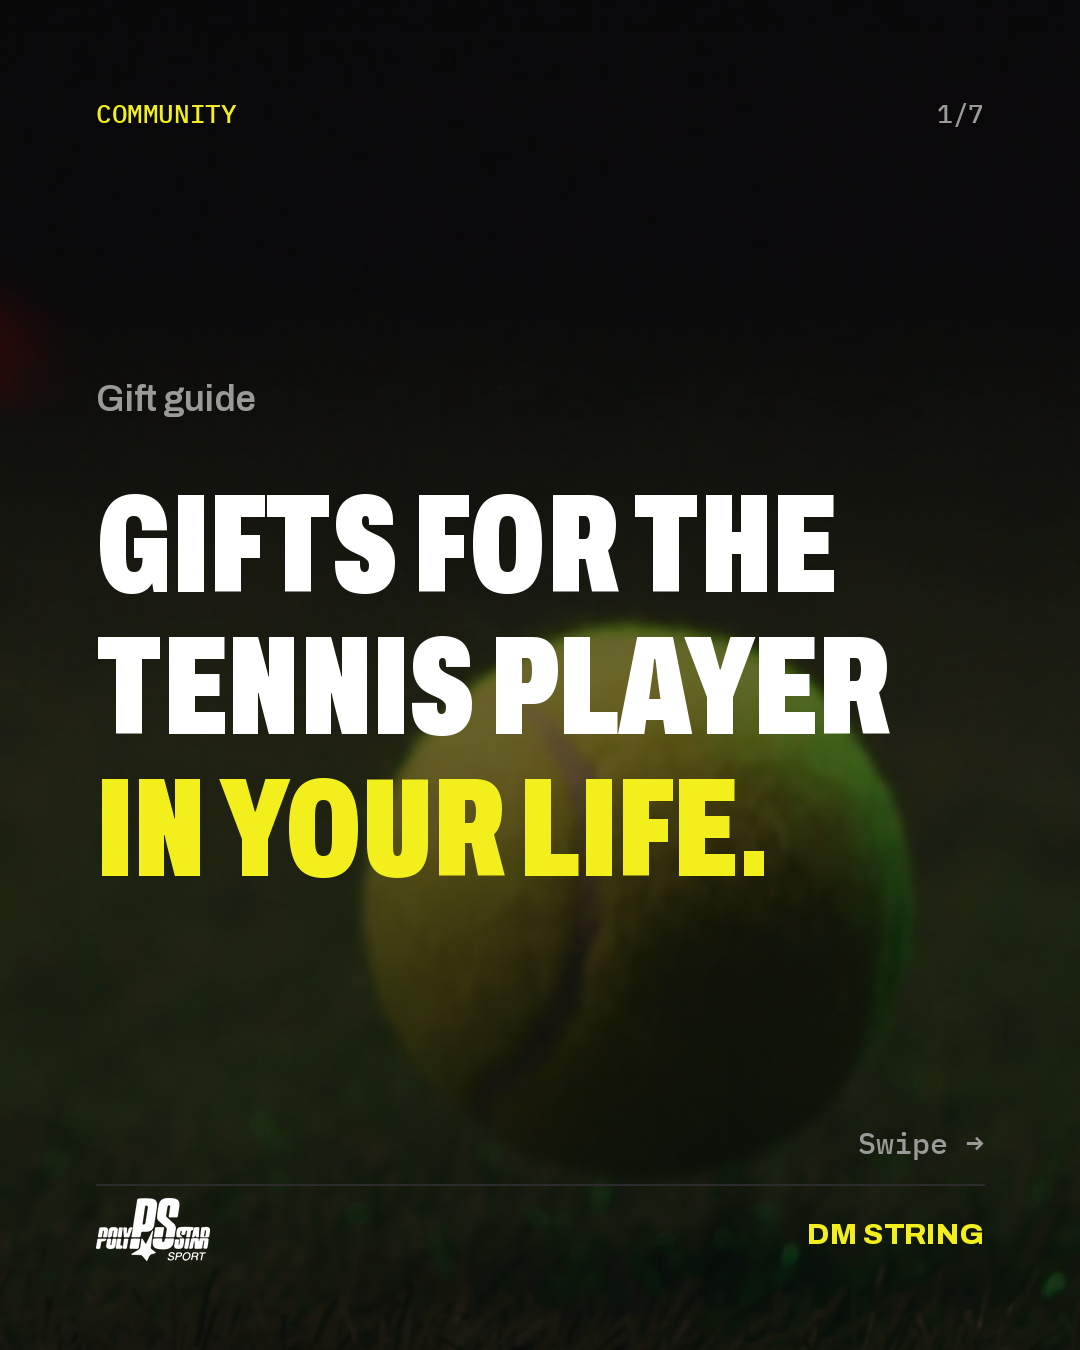 COMMUNITY
1/7
Gift guide
GIFTS FOR THE
TENNIS PLAYER
IN YOUR LIFE.
Swipe →
POLY PS STAR
SPORT
DM STRING